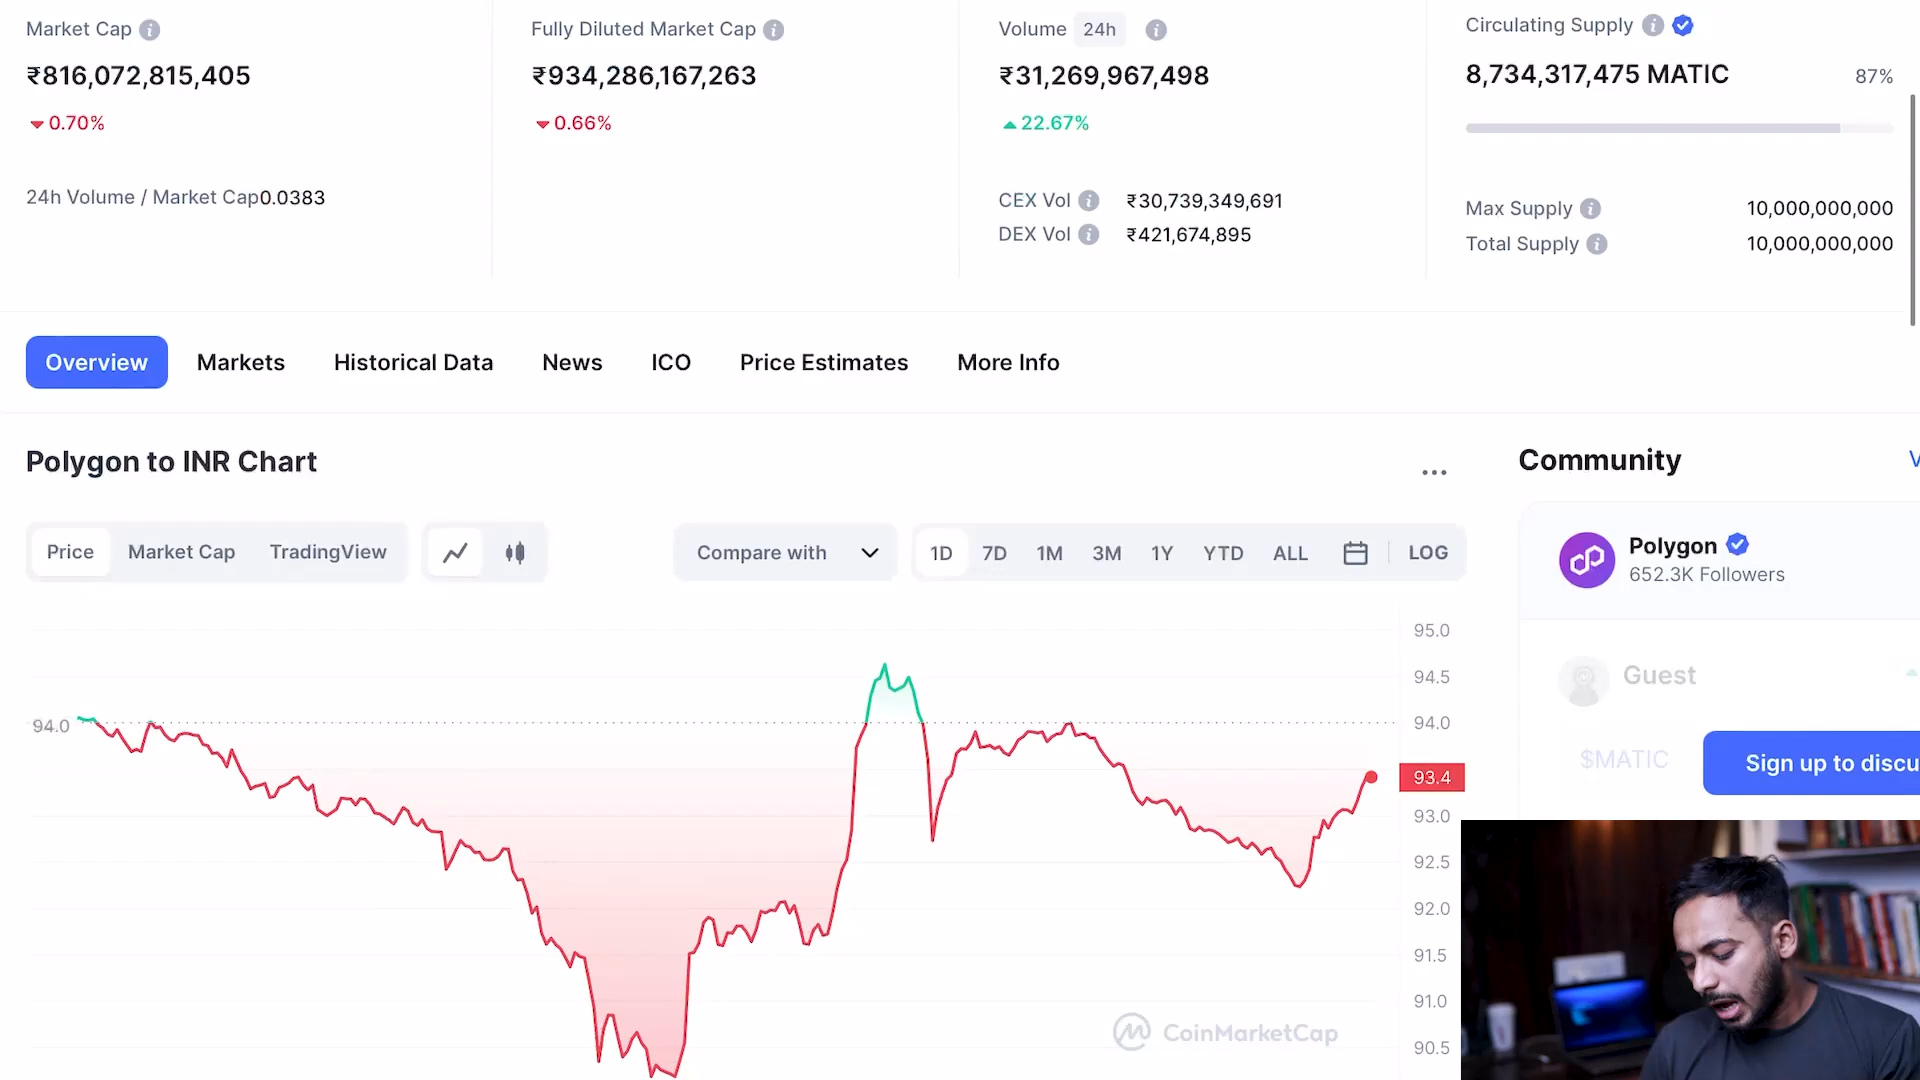 Market Cap
₹816,072,815,405
0.70%
24h Volume / Market Cap0.0383
Fully Diluted Market Cap
₹934,286,167,263
0.66%
Volume 24h
₹31,269,967,498
22.67%
CEX Vol ₹30,739,349,691
DEX Vol ₹421,674,895
Circulating Supply
8,734,317,475 MATIC 87%
Max Supply 10,000,000,000
Total Supply 10,000,000,000
Overview Markets Historical Data News ICO Price Estimates More Info
Polygon to INR Chart
...
Price Market Cap TradingView
Compare with
1D 7D 1M 3M 1Y YTD ALL LOG
94.0
95.0
94.5
94.0
93.4
93.0
92.5
92.0
91.5
91.0
90.5
CoinMarketCap
Community V
Polygon
652.3K Followers
Guest
$MATIC
Sign up to discu